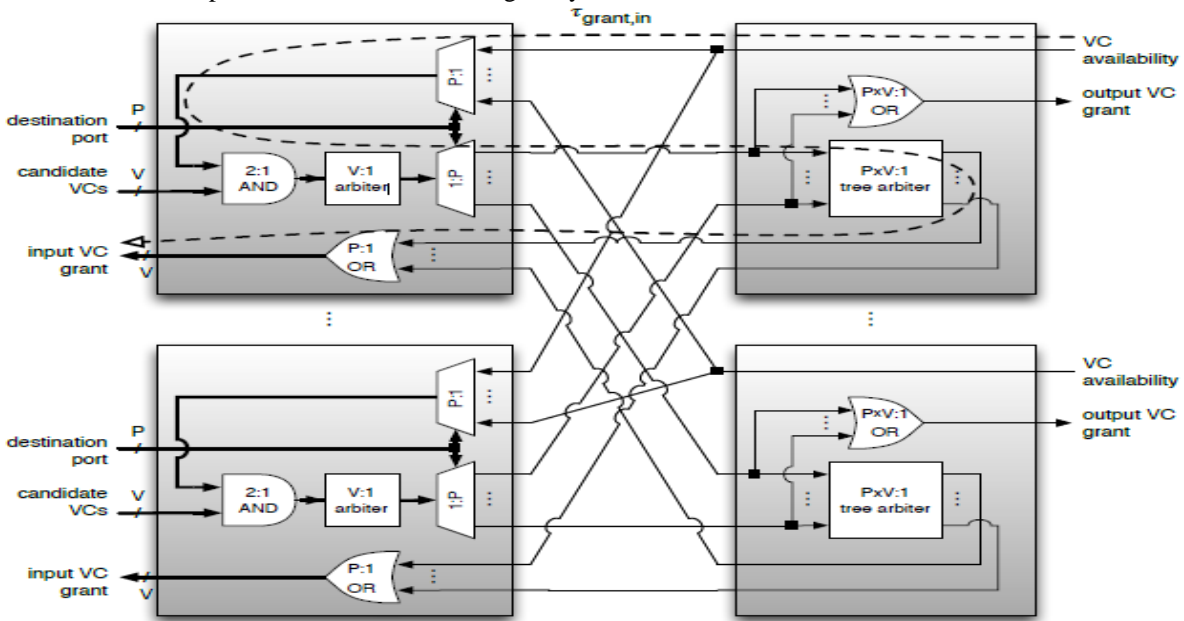 τgrant,in
P:1
VC
availability
P
destination
port
PxV:1
OR
output VC
grant
candidate
VCs
V
2:1
AND
V:1
arbiter
1:P
PxV:1
tree arbiter
input VC
grant
V
P:1
OR
P:1
VC
availability
P
destination
port
PxV:1
OR
output VC
grant
candidate
VCs
V
2:1
AND
V:1
arbiter
1:P
PxV:1
tree arbiter
input VC
grant
V
P:1
OR